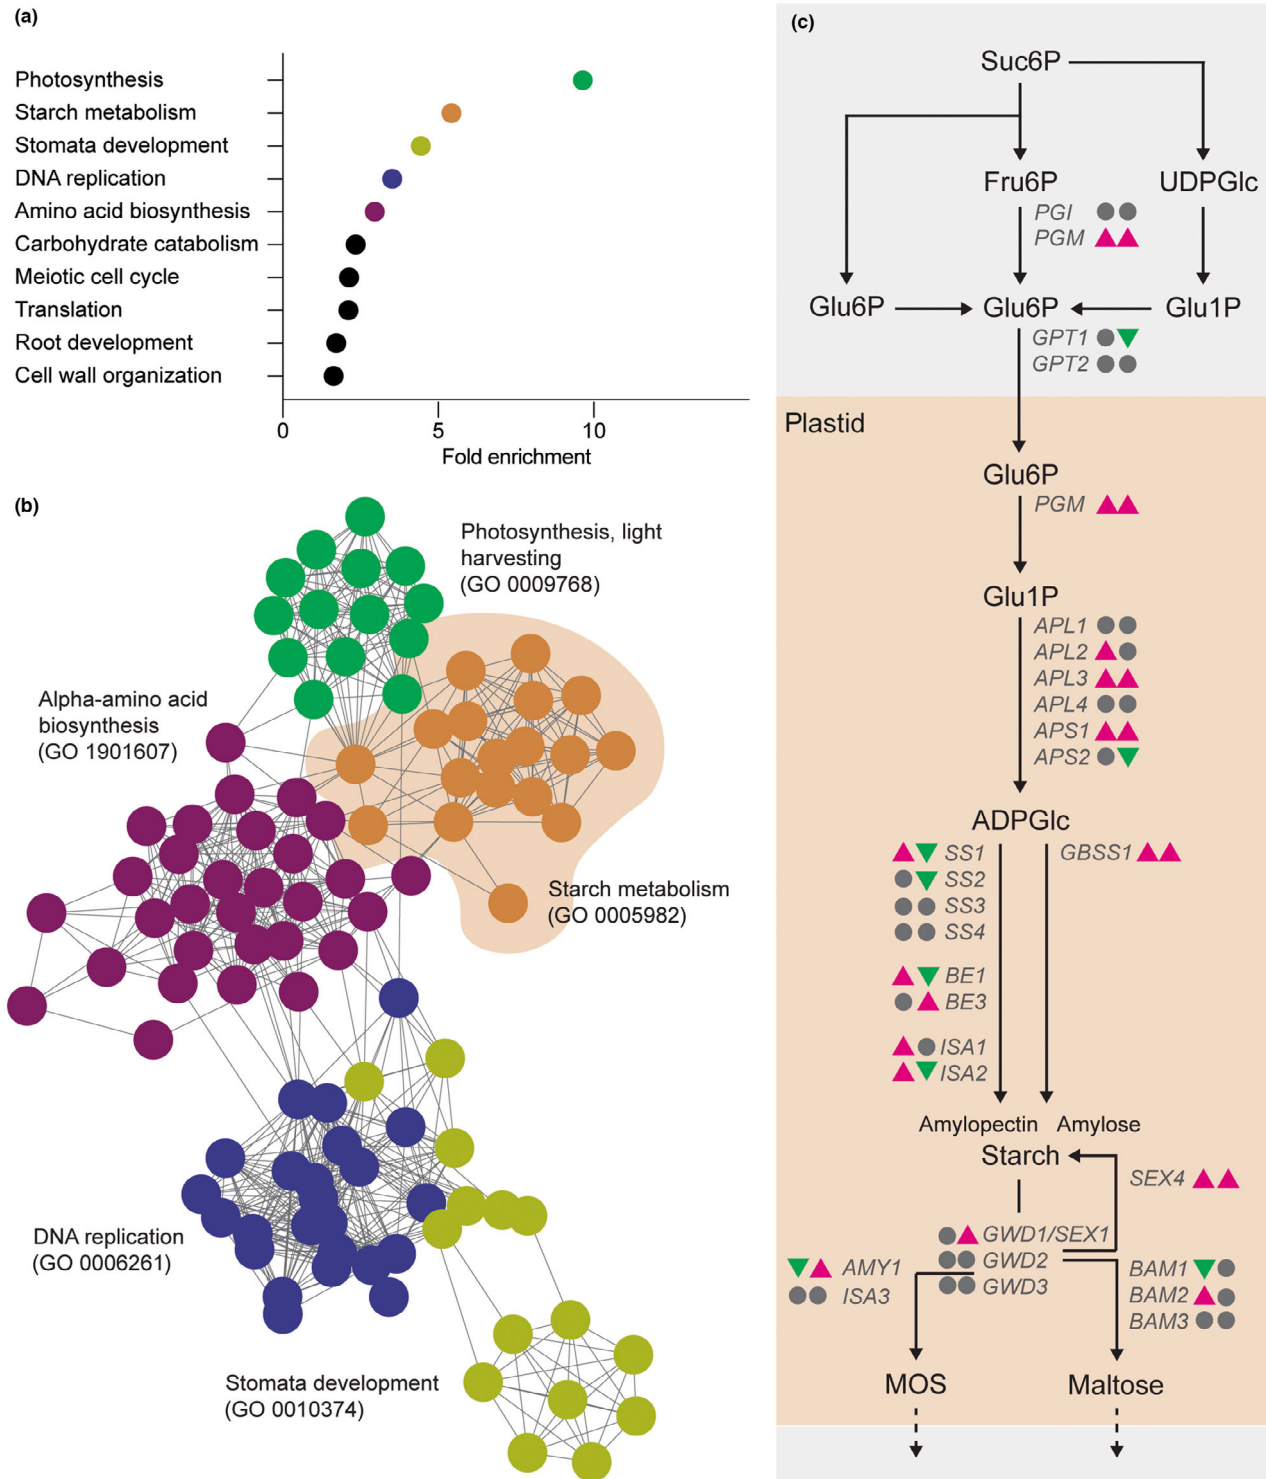 (a)
Photosynthesis
Starch metabolism
Stomata development
DNA replication
Amino acid biosynthesis
Carbohydrate catabolism
Meiotic cell cycle
Translation
Root development
Cell wall organization
0
5
10
Fold enrichment
(b)
Photosynthesis, light
harvesting
(GO 0009768)
Alpha-amino acid
biosynthesis
(GO 1901607)
Starch metabolism
(GO 0005982)
DNA replication
(GO 0006261)
Stomata development
(GO 0010374)
(c)
Suc6P
Fru6P
UDPGlc
PGI
PGM
Glu6P
Glu6P
Glu1P
GPT1
GPT2
Plastid
Glu6P
PGM
Glu1P
APL1
APL2
APL3
APL4
APS1
APS2
ADPGlc
SS1
GBSS1
SS2
SS3
SS4
BE1
BE3
ISA1
ISA2
Amylopectin
Amylose
Starch
SEX4
GWD1/SEX1
GWD2
GWD3
AMY1
ISA3
BAM1
BAM2
BAM3
MOS
Maltose